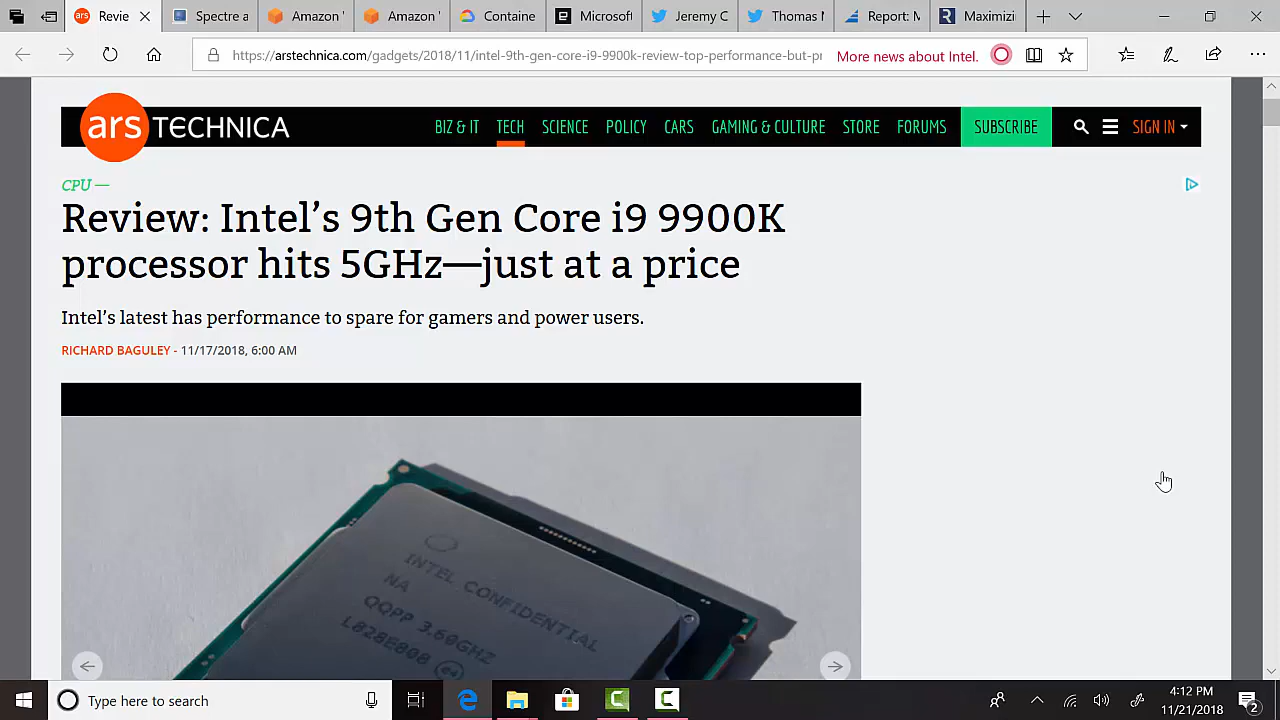 Revie
Spectre a
Amazon
Amazon
Containe
Microsoft
Jeremy C
Thomas
Report: M
Maximizi
https://arstechnica.com/gadgets/2018/11/intel-9th-gen-core-i9-9900k-review-top-performance-but-pr
More news about Intel.
ars TECHNICA
BIZ & IT
TECH
SCIENCE
POLICY
CARS
GAMING & CULTURE
STORE
FORUMS
SUBSCRIBE
SIGN IN
CPU —
Review: Intel’s 9th Gen Core i9 9900K
processor hits 5GHz—just at a price
Intel’s latest has performance to spare for gamers and power users.
RICHARD BAGULEY - 11/17/2018, 6:00 AM
INTEL CONFIDENTIAL
NA
QQPP 3.60GHZ
L828E808
Type here to search
4:12 PM
11/21/2018
2